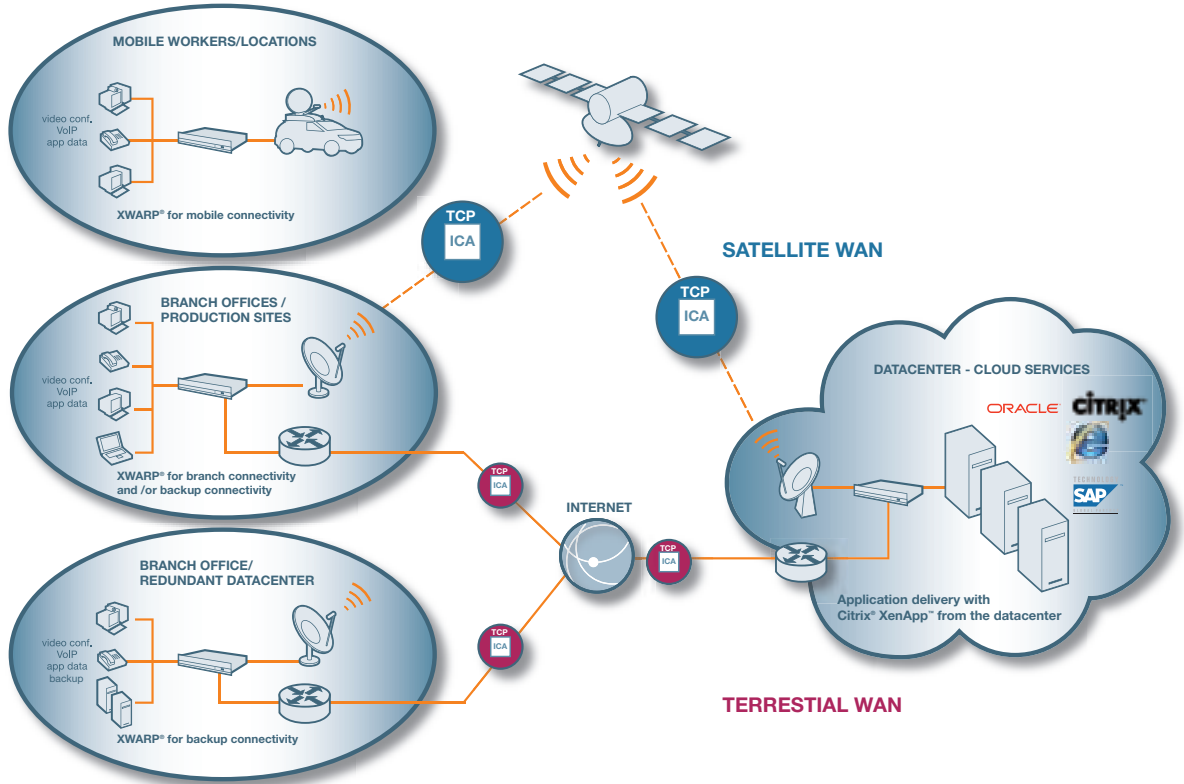 MOBILE WORKERS/LOCATIONS
video conf.
VoIP
app data
XWARP® for mobile connectivity
TCP
ICA
SATELLITE WAN
TCP
ICA
BRANCH OFFICES /
PRODUCTION SITES
video conf.
VoIP
app data
XWARP® for branch connectivity
and /or backup connectivity
TCP
ICA
INTERNET
TCP
ICA
DATACENTER - CLOUD SERVICES
ORACLE
CİTRIX
TECHNOLOGY
SAP
Application delivery with
Citrix® XenApp™ from the datacenter
BRANCH OFFICE/
REDUNDANT DATACENTER
video conf.
VoIP
app data
backup
TCP
ICA
XWARP® for backup connectivity
TERRESTIAL WAN